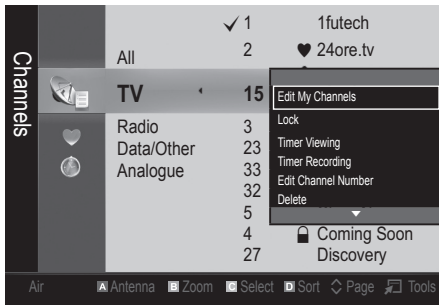 Channels
✓ 1 1futech
All 2 ♥ 24ore.tv
TV 15
Radio 3
Data/Other 23
Analogue 33
32
5
4 Coming Soon
27 Discovery
Edit My Channels
Lock
Timer Viewing
Timer Recording
Edit Channel Number
Delete
Air A Antenna B Zoom C Select D Sort Page Tools